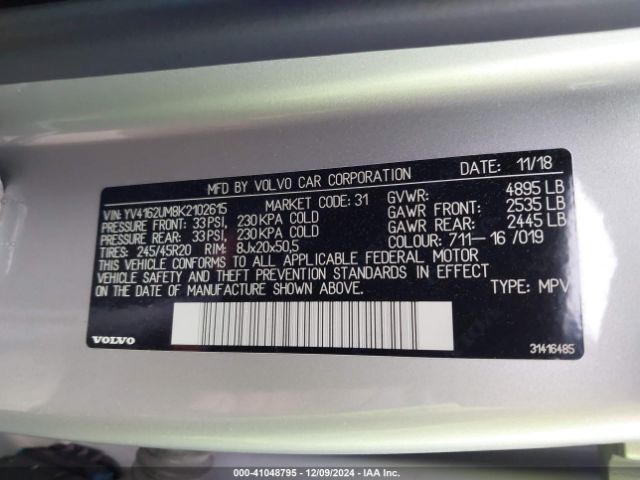 MFD BY VOLVO CAR CORPORATION DATE: 11/18
VIN: YV4162UM8K2102615 MARKET CODE: 31 GVWR: 4895 LB
PRESSURE FRONT: 33 PSI, 230 KPA COLD GAWR FRONT: 2535 LB
PRESSURE REAR: 33 PSI, 230 KPA COLD GAWR REAR: 2445 LB
TIRES: 245/45R20 RIM: 8Jx20x50,5 COLOUR: 711-16 /019
THIS VEHICLE CONFORMS TO ALL APPLICABLE FEDERAL MOTOR
VEHICLE SAFETY AND THEFT PREVENTION STANDARDS IN EFFECT
ON THE DATE OF MANUFACTURE SHOWN ABOVE. TYPE: MPV
VOLVO 31416485
000-41048795 - 12/09/2024 - IAA Inc.